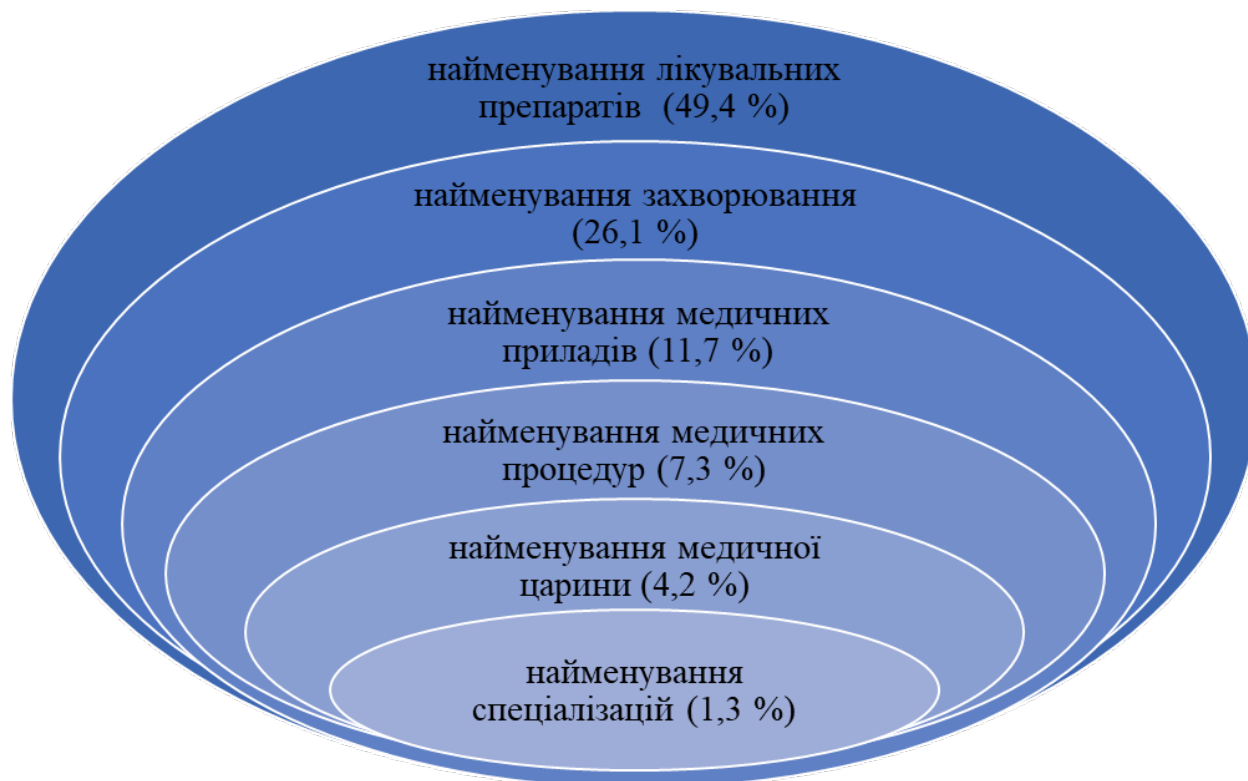 найменування лікувальних
препаратів (49,4 %)
найменування захворювання
(26,1 %)
найменування медичних
приладів (11,7 %)
найменування медичних
процедур (7,3 %)
найменування медичної
царини (4,2 %)
найменування
спеціалізацій (1,3 %)